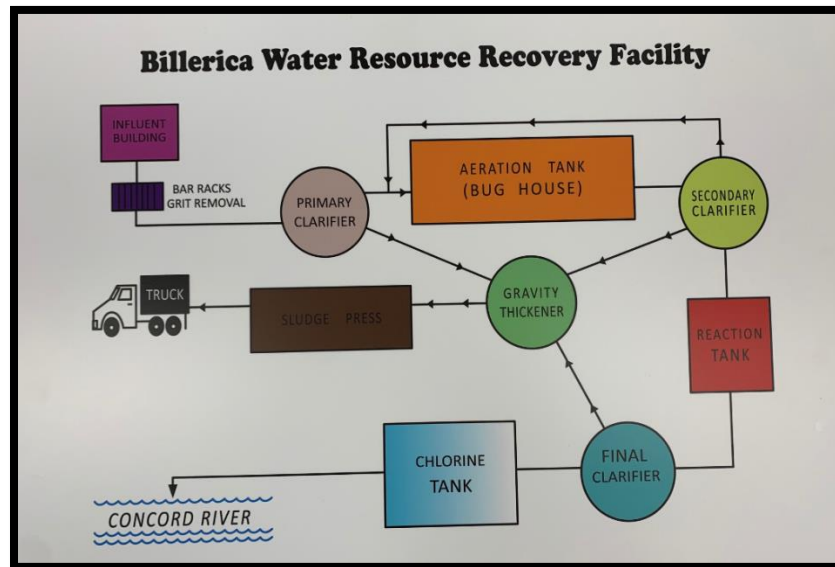 Billerica Water Resource Recovery Facility
INFLUENT
BUILDING
BAR RACKS
GRIT REMOVAL
PRIMARY
CLARIFIER
AERATION TANK
(BUG HOUSE)
SECONDARY
CLARIFIER
TRUCK
SLUDGE PRESS
GRAVITY
THICKENER
REACTION
TANK
CHLORINE
TANK
FINAL
CLARIFIER
CONCORD RIVER